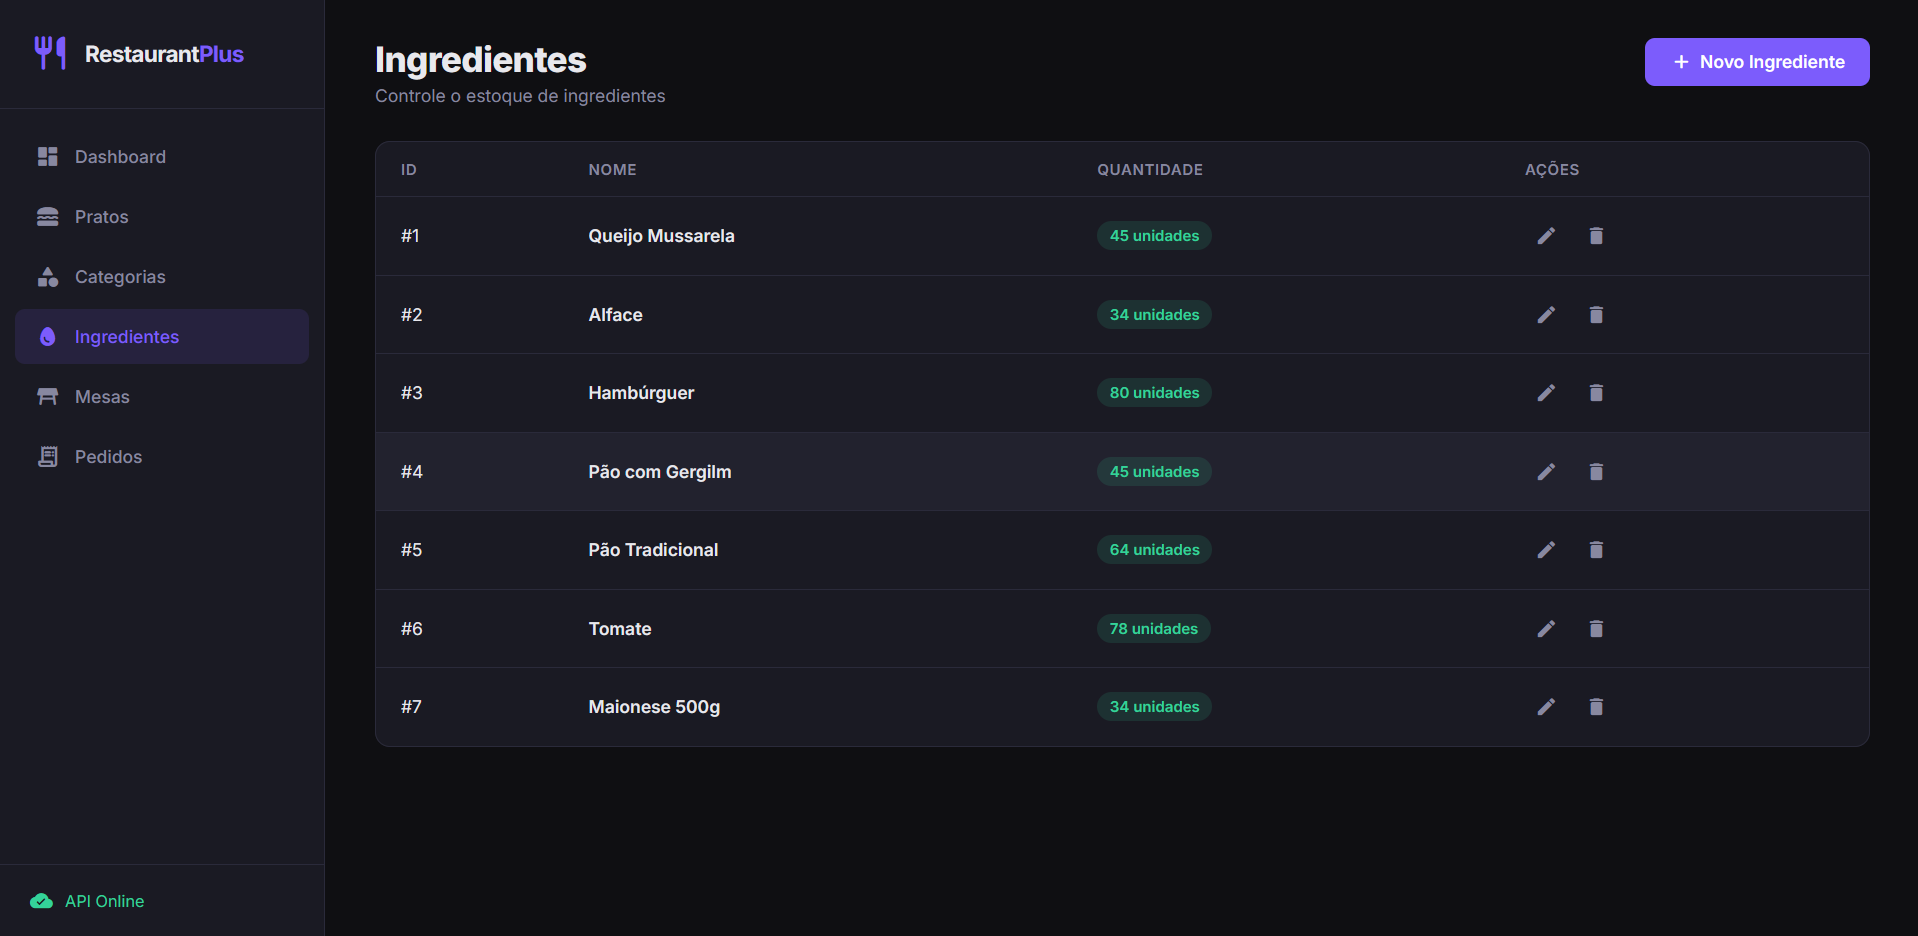 RestaurantPlus
Dashboard
Pratos
Categorias
Ingredientes
Mesas
Pedidos
API Online
Ingredientes
Controle o estoque de ingredientes
+ Novo Ingrediente
ID NOME QUANTIDADE AÇÕES
#1 Queijo Mussarela 45 unidades
#2 Alface 34 unidades
#3 Hambúrguer 80 unidades
#4 Pão com Gergilm 45 unidades
#5 Pão Tradicional 64 unidades
#6 Tomate 78 unidades
#7 Maionese 500g 34 unidades